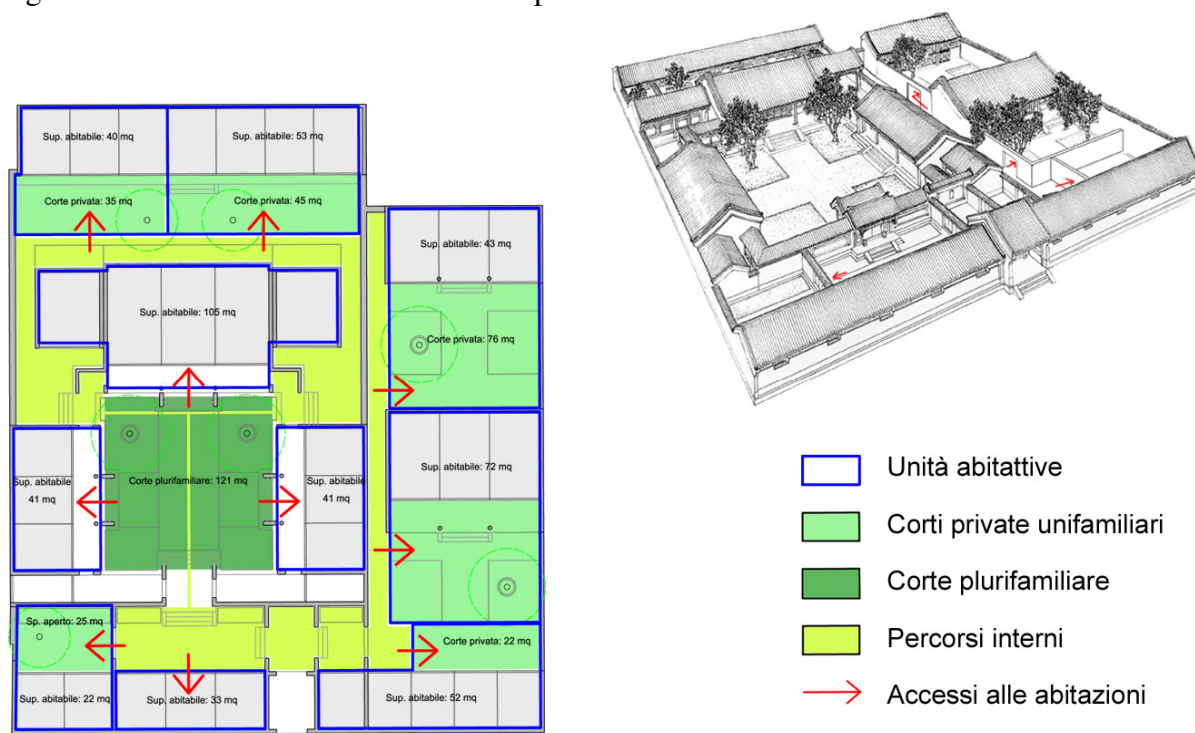 Sup. abitabile: 40 mq
Sup. abitabile: 53 mq
Corte privata: 35 mq
Corte privata: 45 mq
Sup. abitabile: 43 mq
Sup. abitabile: 105 mq
Corte privata: 76 mq
Sup. abitabile: 72 mq
Sup. abitabile
41 mq
Corte plurifamiliare: 121 mq
Sup. abitabile
41 mq
Sp. aperto: 25 mq
Corte privata: 22 mq
Sup. abitabile: 22 mq
Sup. abitabile: 33 mq
Sup. abitabile: 52 mq
Unità abitattive
Corti private unifamiliari
Corte plurifamiliare
Percorsi interni
Accessi alle abitazioni